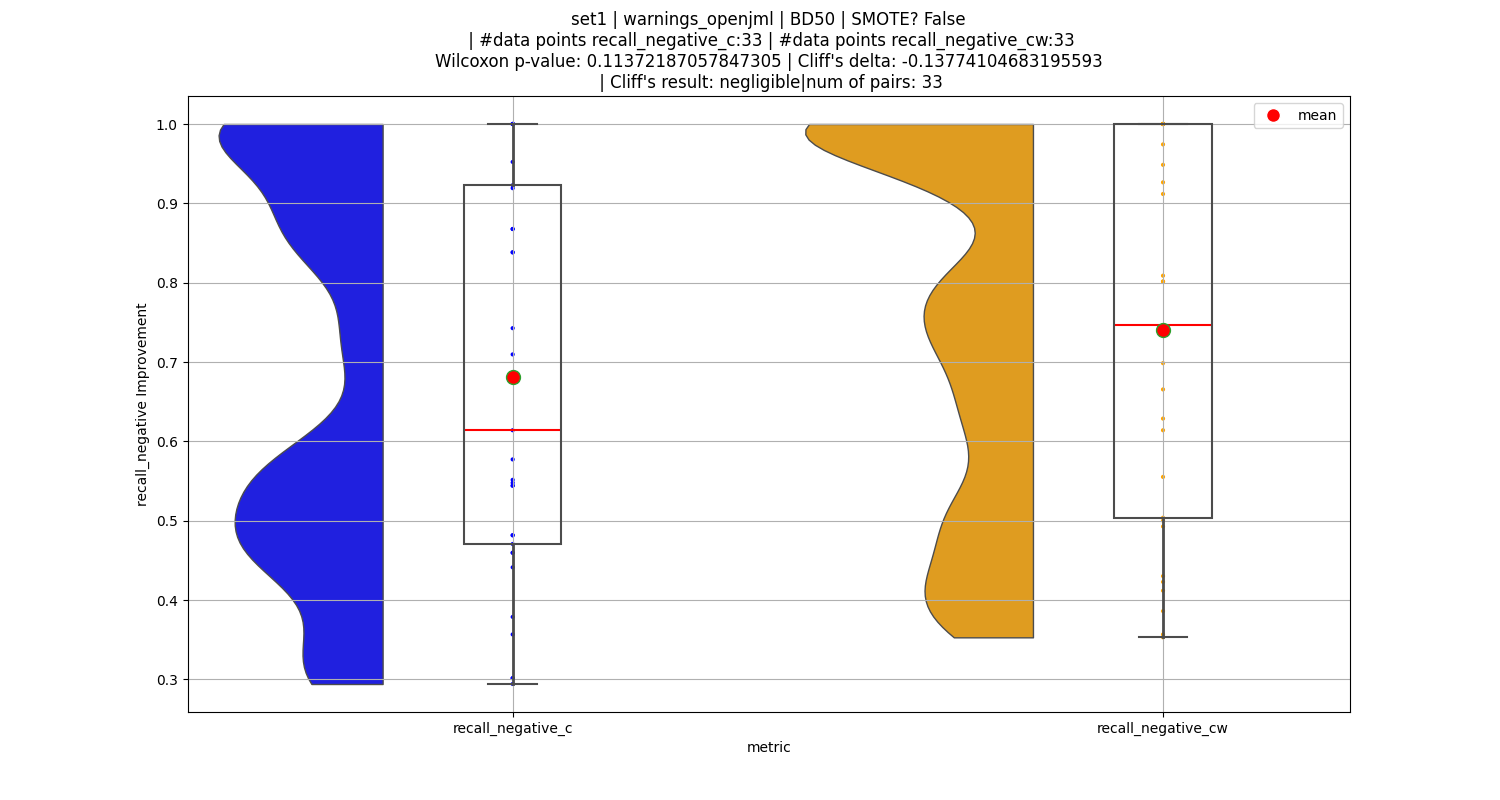 set1 | warnings_openjml | BD50 | SMOTE? False
| #data points recall_negative_c:33 | #data points recall_negative_cw:33
Wilcoxon p-value: 0.11372187057847305 | Cliff's delta: -0.13774104683195593
| Cliff's result: negligible|num of pairs: 33
mean
1.0
0.9
0.8
0.7
0.6
0.5
0.4
0.3
recall_negative Improvement
recall_negative_c
recall_negative_cw
metric